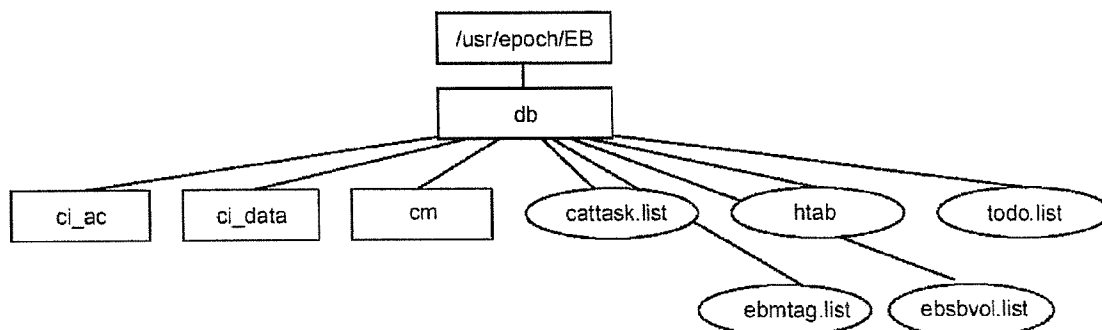 /usr/epoch/EB
db
ci_ac
ci_data
cm
cattask.list
htab
todo.list
ebmtag.list
ebsbvol.list